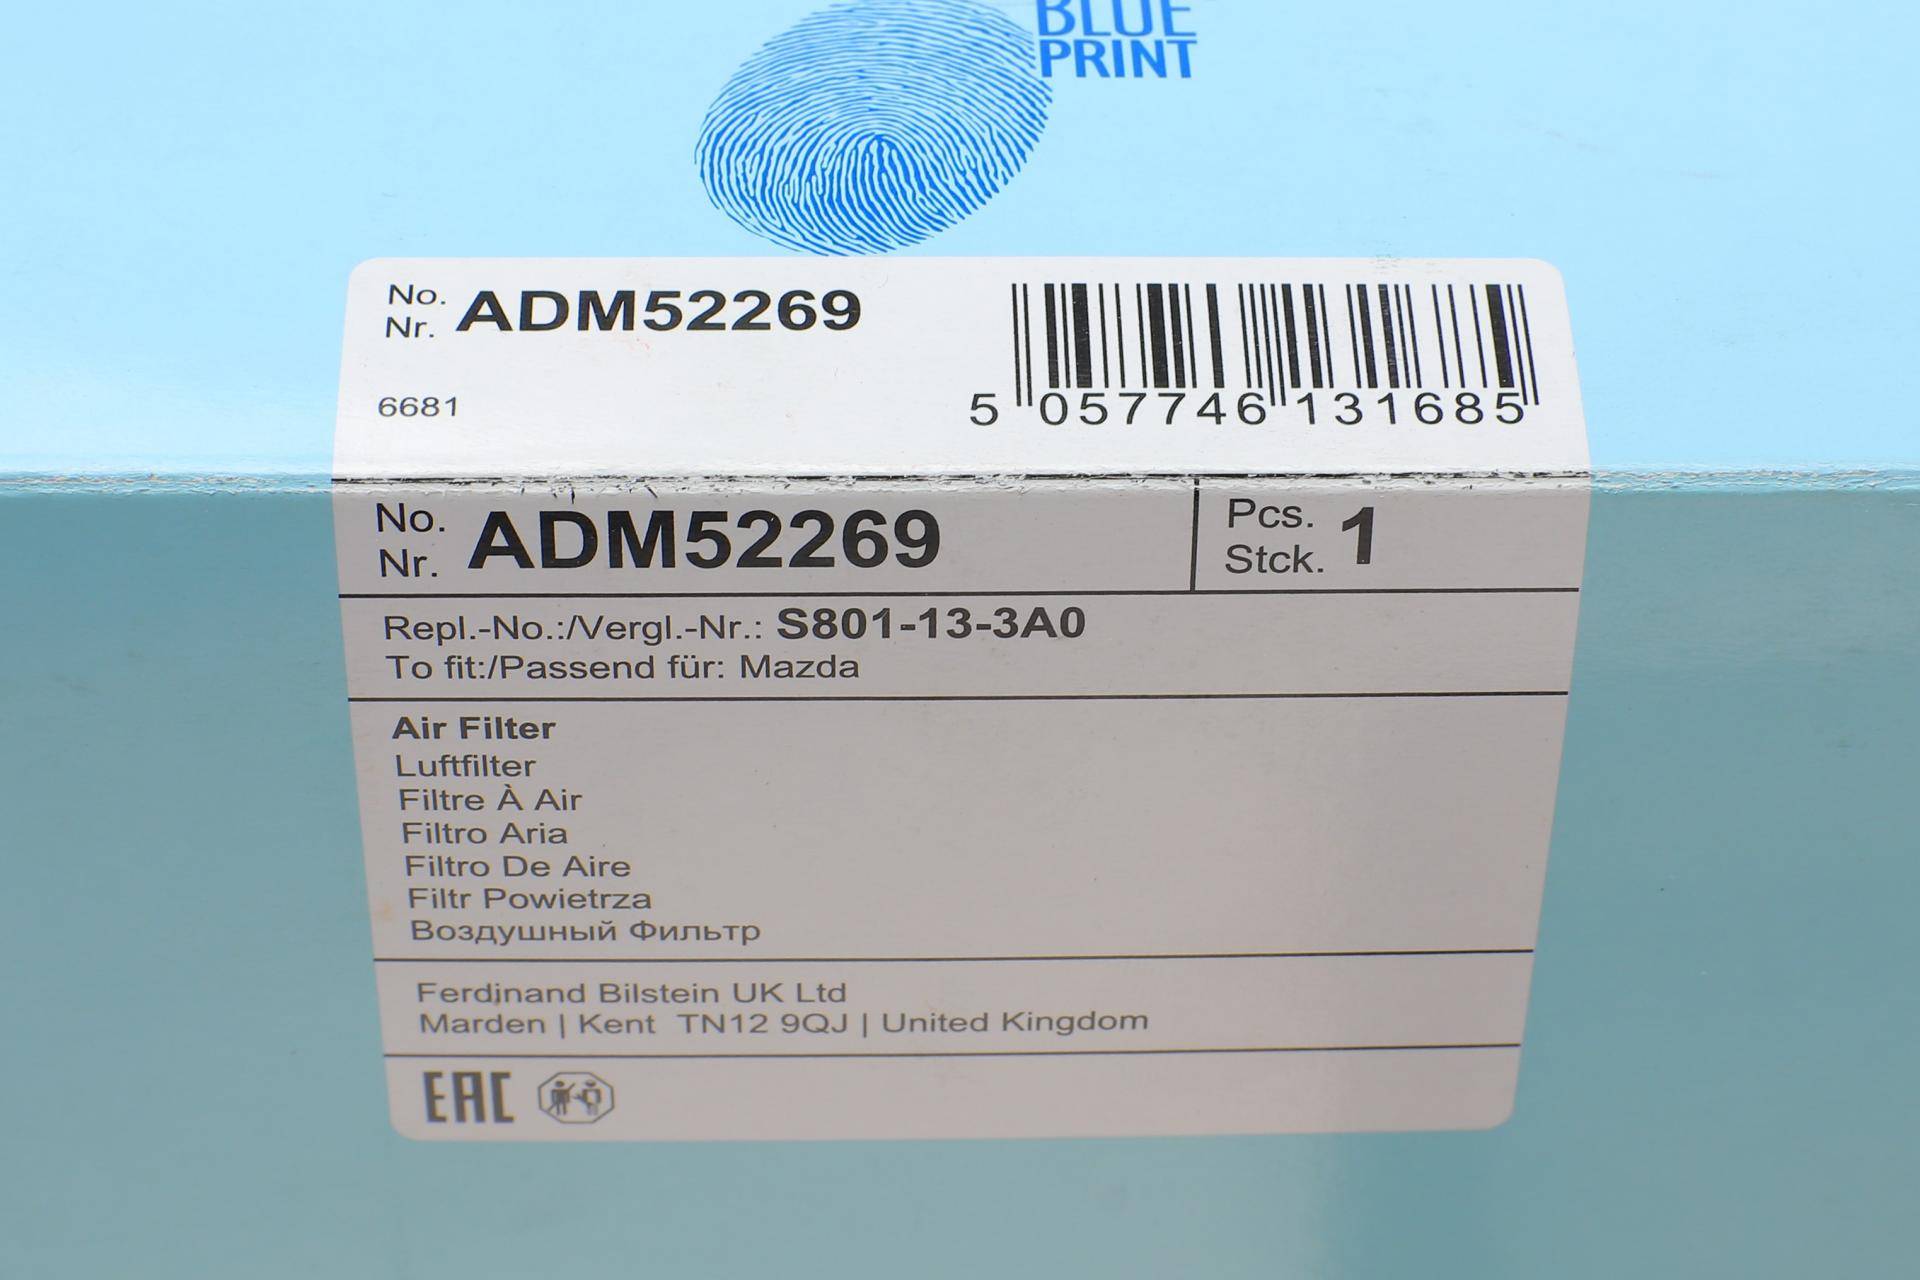 BLUE
PRINT
No.
Nr. ADM52269
6681
5 057746 131685
No.
Nr. ADM52269
Pcs.
Stck. 1
Repl.-No.:/Vergl.-Nr.: S801-13-3A0
To fit:/Passend für: Mazda
Air Filter
Luftfilter
Filtre À Air
Filtro Aria
Filtro De Aire
Filtr Powietrza
Воздушный Фильтр
Ferdinand Bilstein UK Ltd
Marden | Kent TN12 9QJ | United Kingdom
EAC